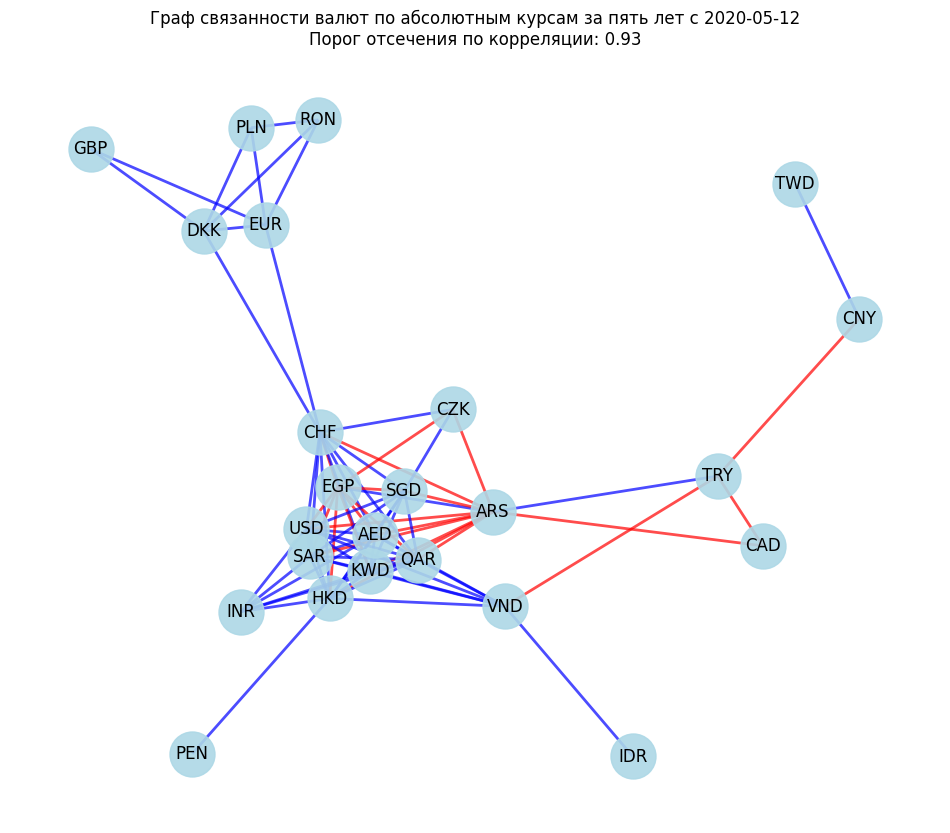 Граф связанности валют по абсолютным курсам за пять лет с 2020-05-12
Порог отсечения по корреляции: 0.93
RON
PLN
GBP
TWD
EUR
DKK
CNY
CZK
CHF
TRY
EGP
SGD
ARS
USD
AED
CAD
SAR
QAR
KWD
HKD
VND
INR
PEN
IDR